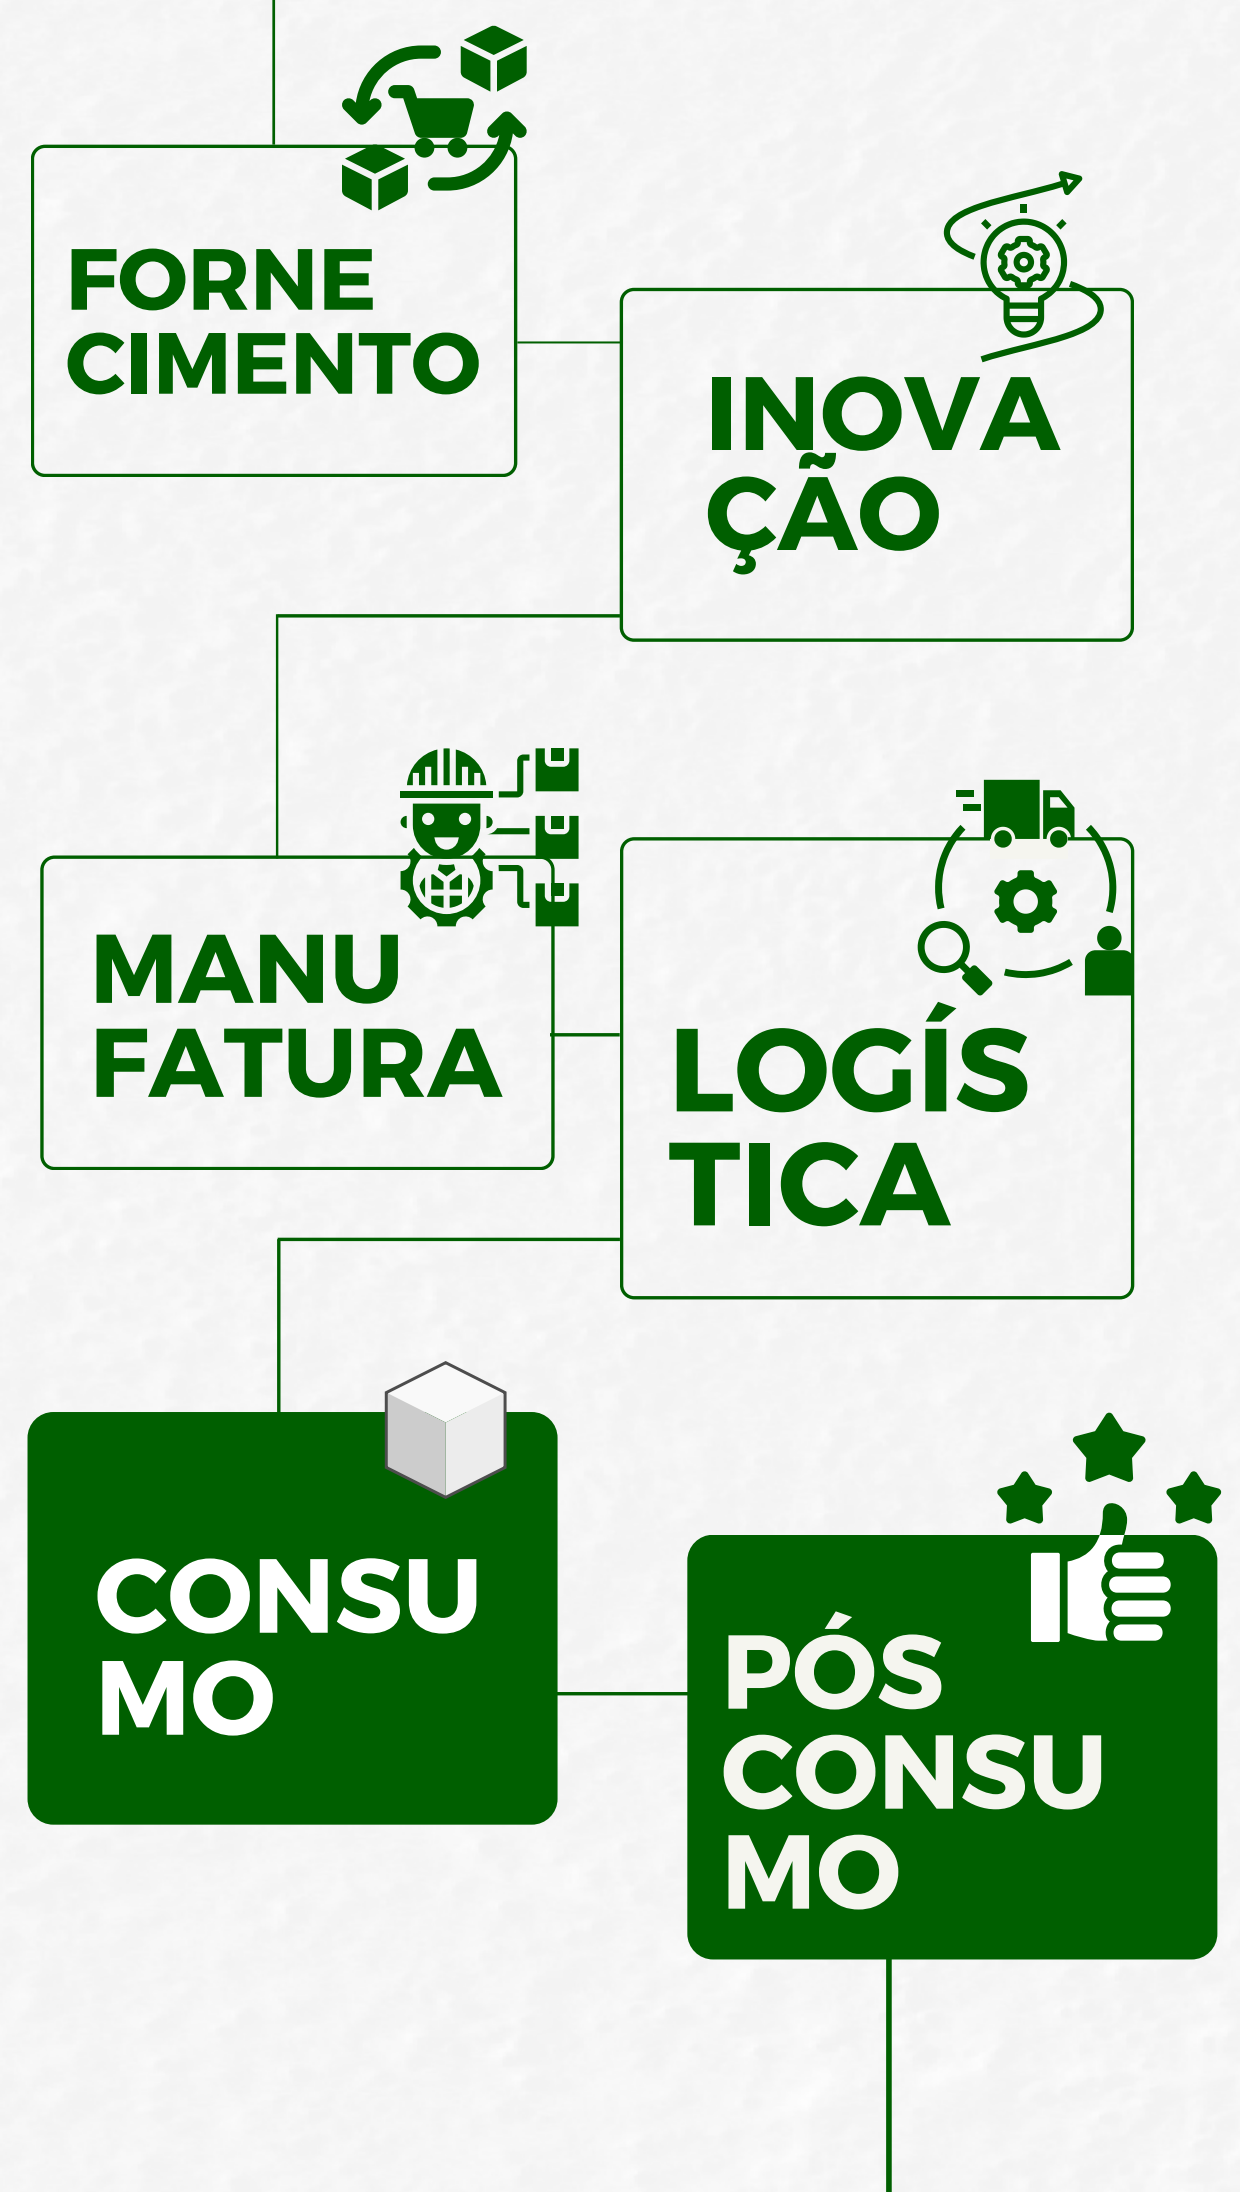 FORNE
CIMENTO
INOVA
ÇÃO
MANU
FATURA
LOGÍS
TICA
CONSU
MO
PÓS
CONSU
MO